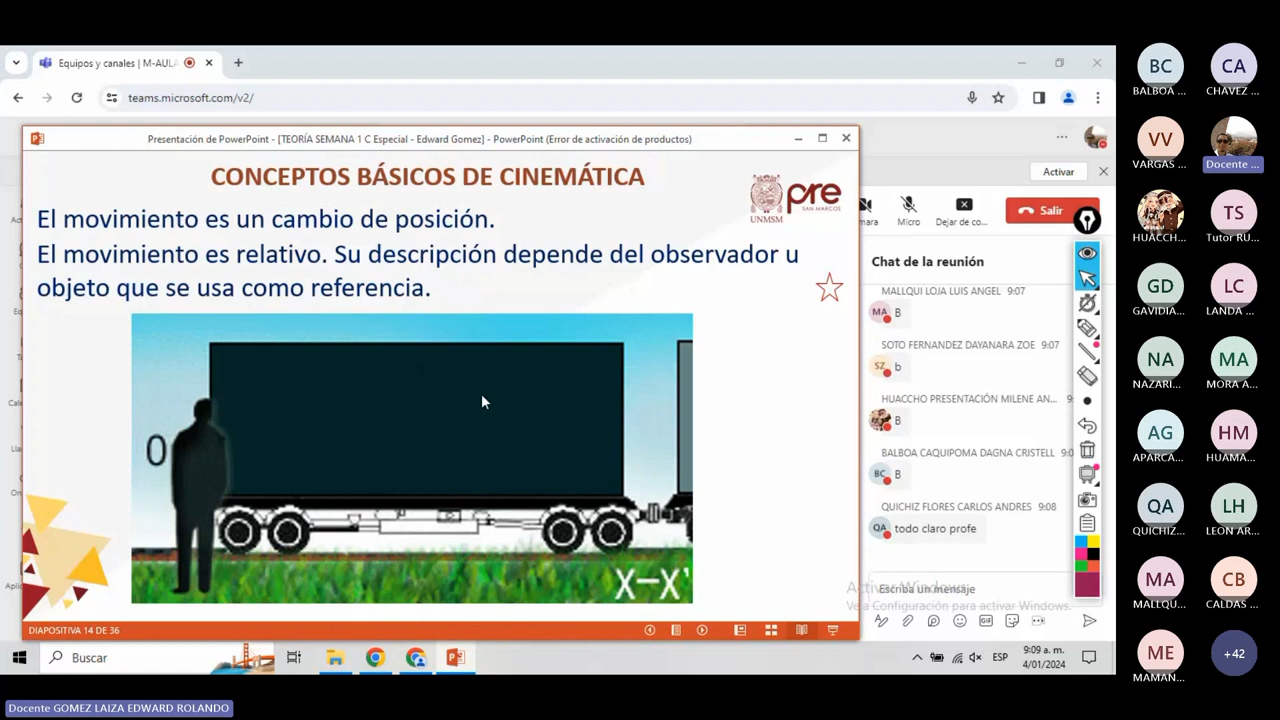 Equipos y canales | M-AULA
teams.microsoft.com/v2/
Presentación de PowerPoint - [TEORÍA SEMANA 1 C Especial - Edward Gomez] - PowerPoint (Error de activación de productos)
CONCEPTOS BÁSICOS DE CINEMÁTICA
UNMSM
pre
SAN MARCOS
El movimiento es un cambio de posición.
El movimiento es relativo. Su descripción depende del observador u
objeto que se usa como referencia.
0
X-X'
DIAPOSITIVA 14 DE 36
Activar
Micro
Dejar de co...
Salir
Chat de la reunión
MALLQUI LOJA LUIS ANGEL 9:07
MA B
SOTO FERNANDEZ DAYANARA ZOE 9:07
SZ b
HUACCHO PRESENTACIÓN MILENE AN...
B
BALBOA CAQUIPOMA DAGNA CRISTELL
BC B
QUICHIZ FLORES CARLOS ANDRES 9:08
QA todo claro profe
Activar Windows
Escriba un mensaje
Ve a Configuración para activar Windows.
Buscar
ESP
9:09 a. m.
4/01/2024
BC CA
BALBOA ... CHAVEZ ...
VV
VARGAS ... Docente ...
TS
HUACCH... Tutor RU...
GD LC
GAVIDIA... LANDA ...
NA MA
NAZARI... MORA A...
AG HM
APARCA... HUAMA...
QA LH
QUICHIZ... LEON AR...
MA CB
MALLQU... CALDAS ...
ME +42
MAMAN...
Docente GOMEZ LAIZA EDWARD ROLANDO